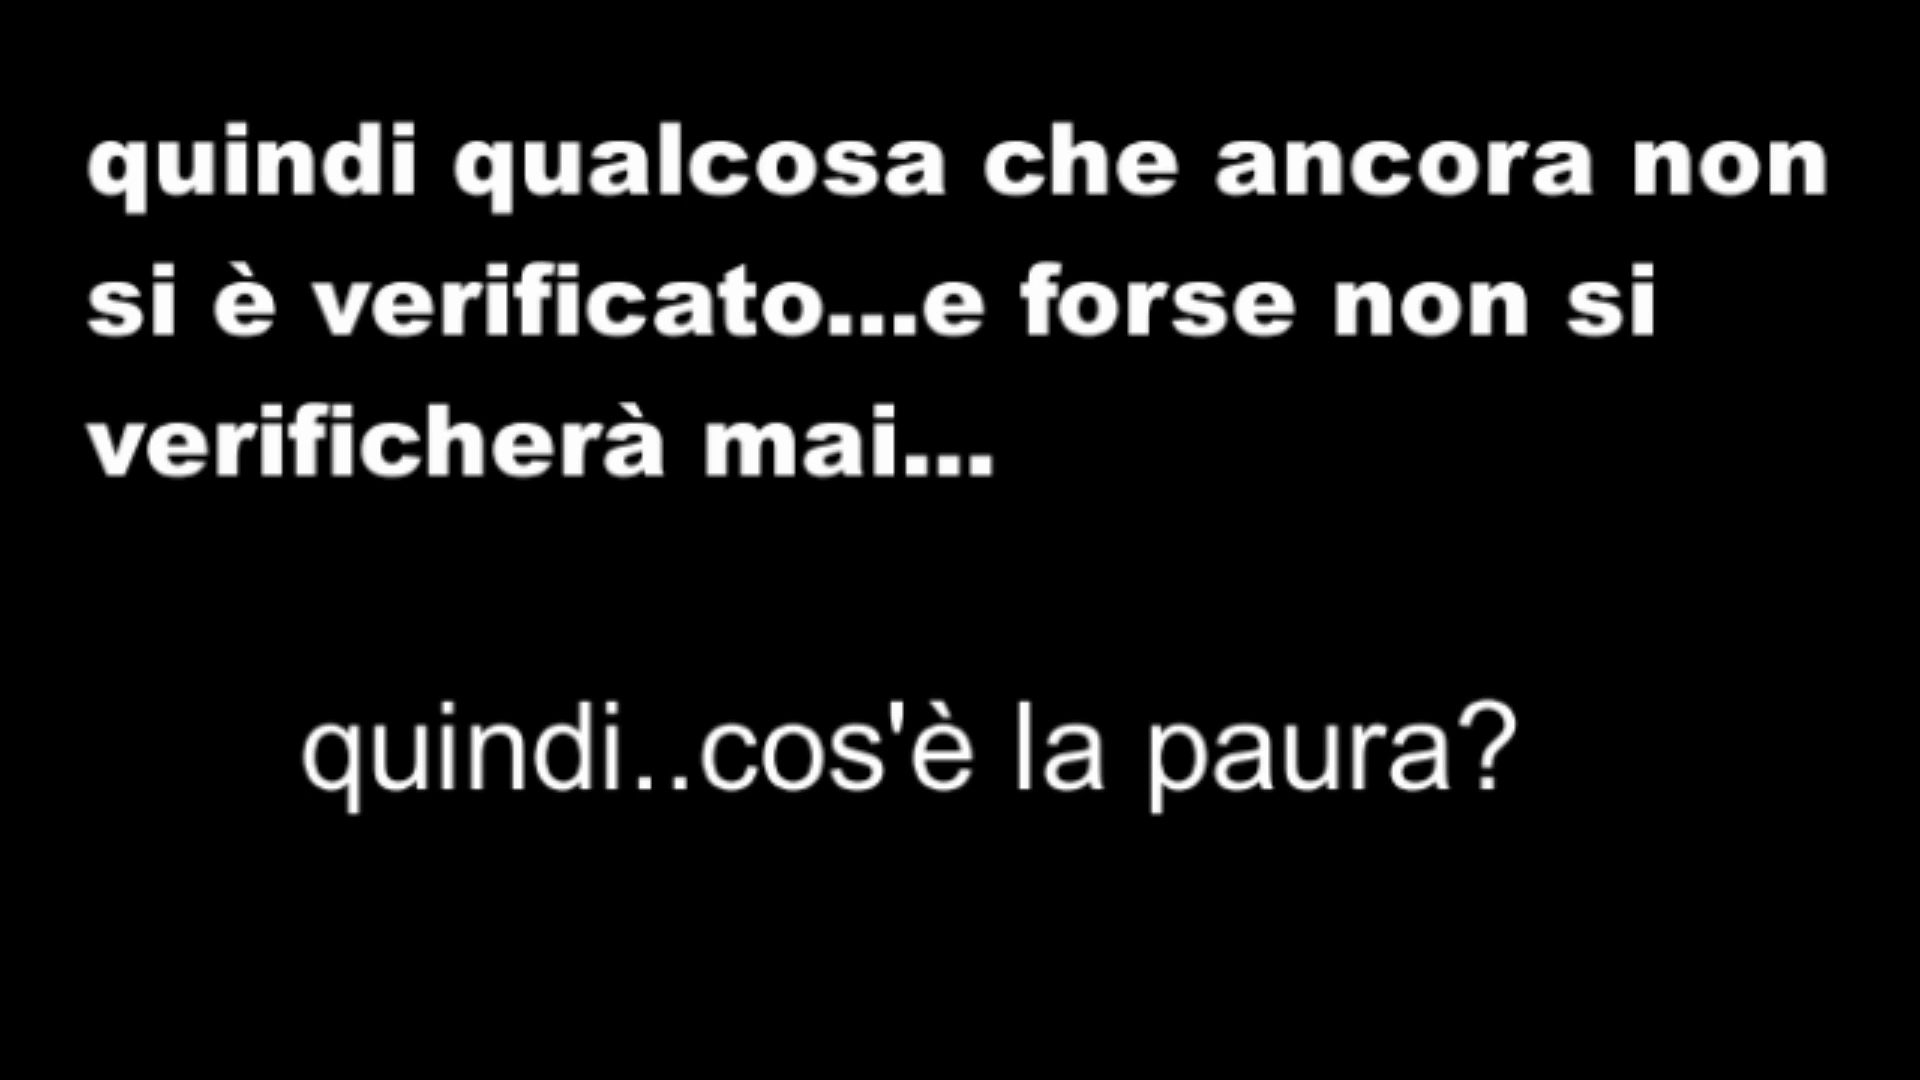 quindi qualcosa che ancora non
si è verificato...e forse non si
verificherà mai...
quindi..cos'è la paura?